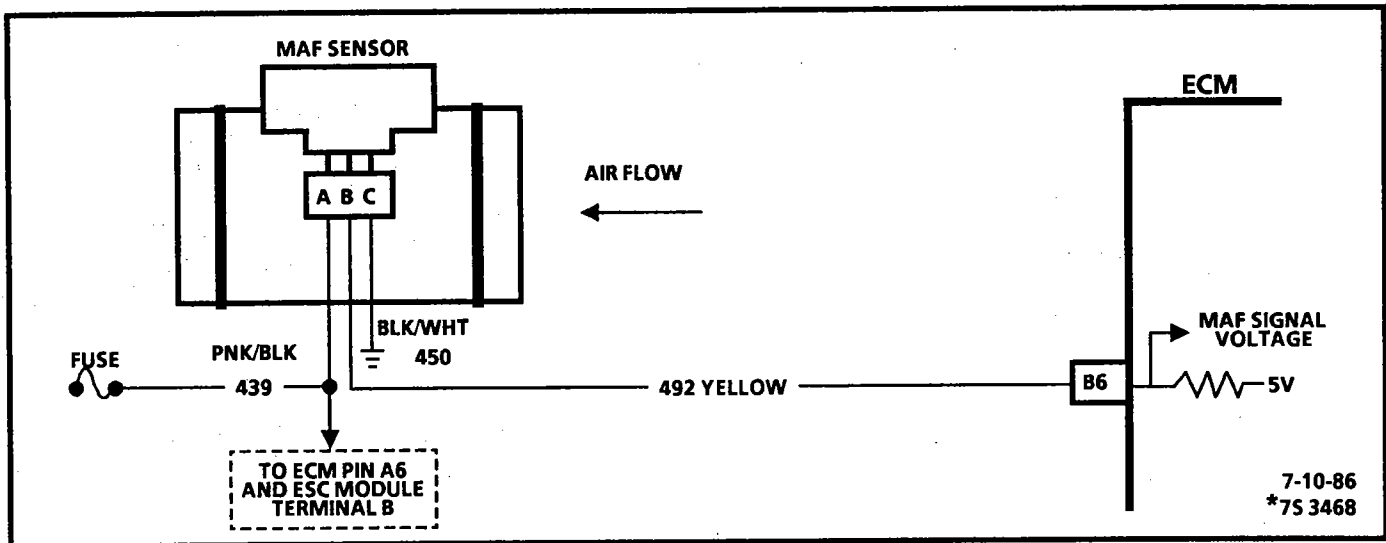 MAF SENSOR
ECM
A B C
AIR FLOW
BLK/WHT
450
MAF SIGNAL
VOLTAGE
FUSE
PNK/BLK
439
492 YELLOW
B6
5V
TO ECM PIN A6
AND ESC MODULE
TERMINAL B
7-10-86
*7S 3468